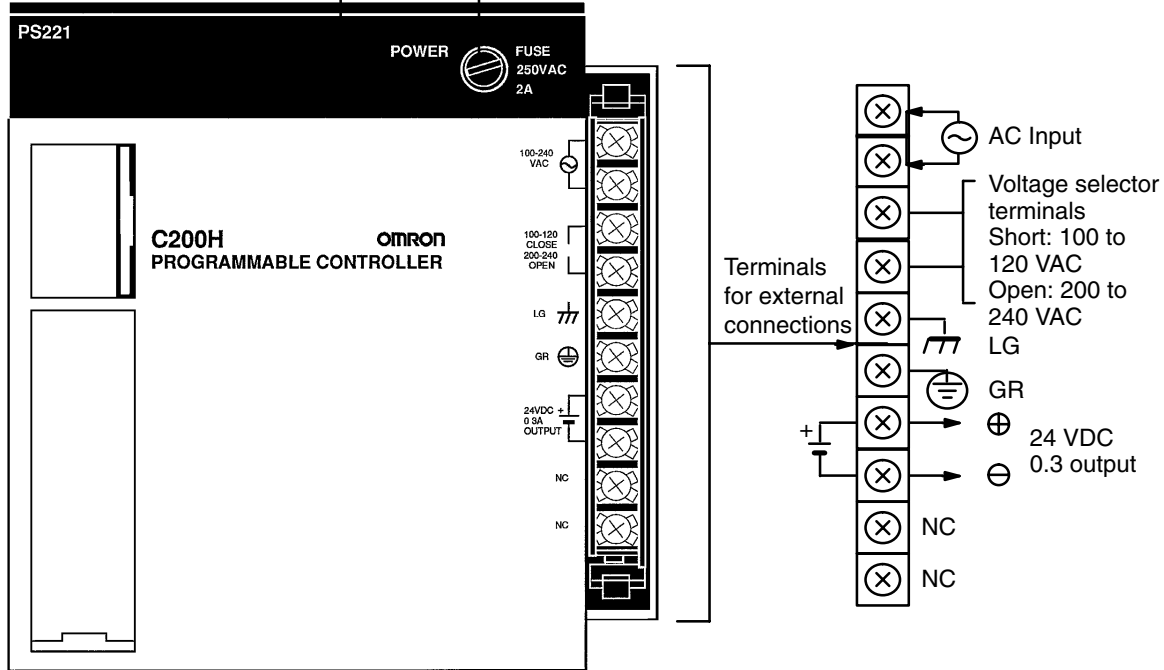 PS221
POWER
FUSE
250VAC
2A
C200H
OMRON
PROGRAMMABLE CONTROLLER
100-240
VAC
100-120
CLOSE
200-240
OPEN
LG
GR
24VDC +
0 3A
OUTPUT
NC
NC
Terminals
for external
connections
AC Input
Voltage selector
terminals
Short: 100 to
120 VAC
Open: 200 to
240 VAC
LG
GR
+
24 VDC
0.3 output
NC
NC